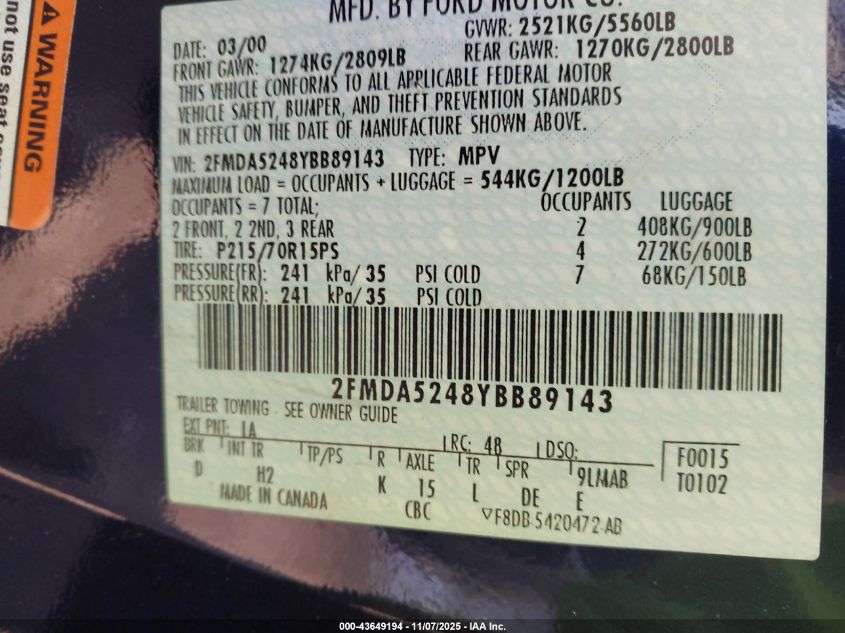 WARNING
not use seat
MFD. BY FORD MOTOR CO.
DATE: 03/00 GVWR: 2521KG/5560LB
FRONT GAWR: 1274KG/2809LB REAR GAWR: 1270KG/2800LB
THIS VEHICLE CONFORMS TO ALL APPLICABLE FEDERAL MOTOR
VEHICLE SAFETY, BUMPER, AND THEFT PREVENTION STANDARDS
IN EFFECT ON THE DATE OF MANUFACTURE SHOWN ABOVE.
VIN: 2FMDA5248YBB89143 TYPE: MPV
MAXIMUM LOAD = OCCUPANTS + LUGGAGE = 544KG/1200LB
OCCUPANTS = 7 TOTAL; OCCUPANTS LUGGAGE
2 FRONT, 2 2ND, 3 REAR 2 408KG/900LB
TIRE: P215/70R15PS 4 272KG/600LB
PRESSURE(FR): 241 kPa/ 35 PSI COLD 7 68KG/150LB
PRESSURE(RR): 241 kPa/ 35 PSI COLD
2FMDA5248YBB89143
TRAILER TOWING - SEE OWNER GUIDE
EXT PNT: LA RC: 48 DSO: F0015
BRK INT TR TP/PS R AXLE TR SPR 9LMAB T0102
D H2 K 15 L DE E
MADE IN CANADA CBC ▽F8DB-5420472-AB
000-43649194 - 11/07/2025 - IAA Inc.